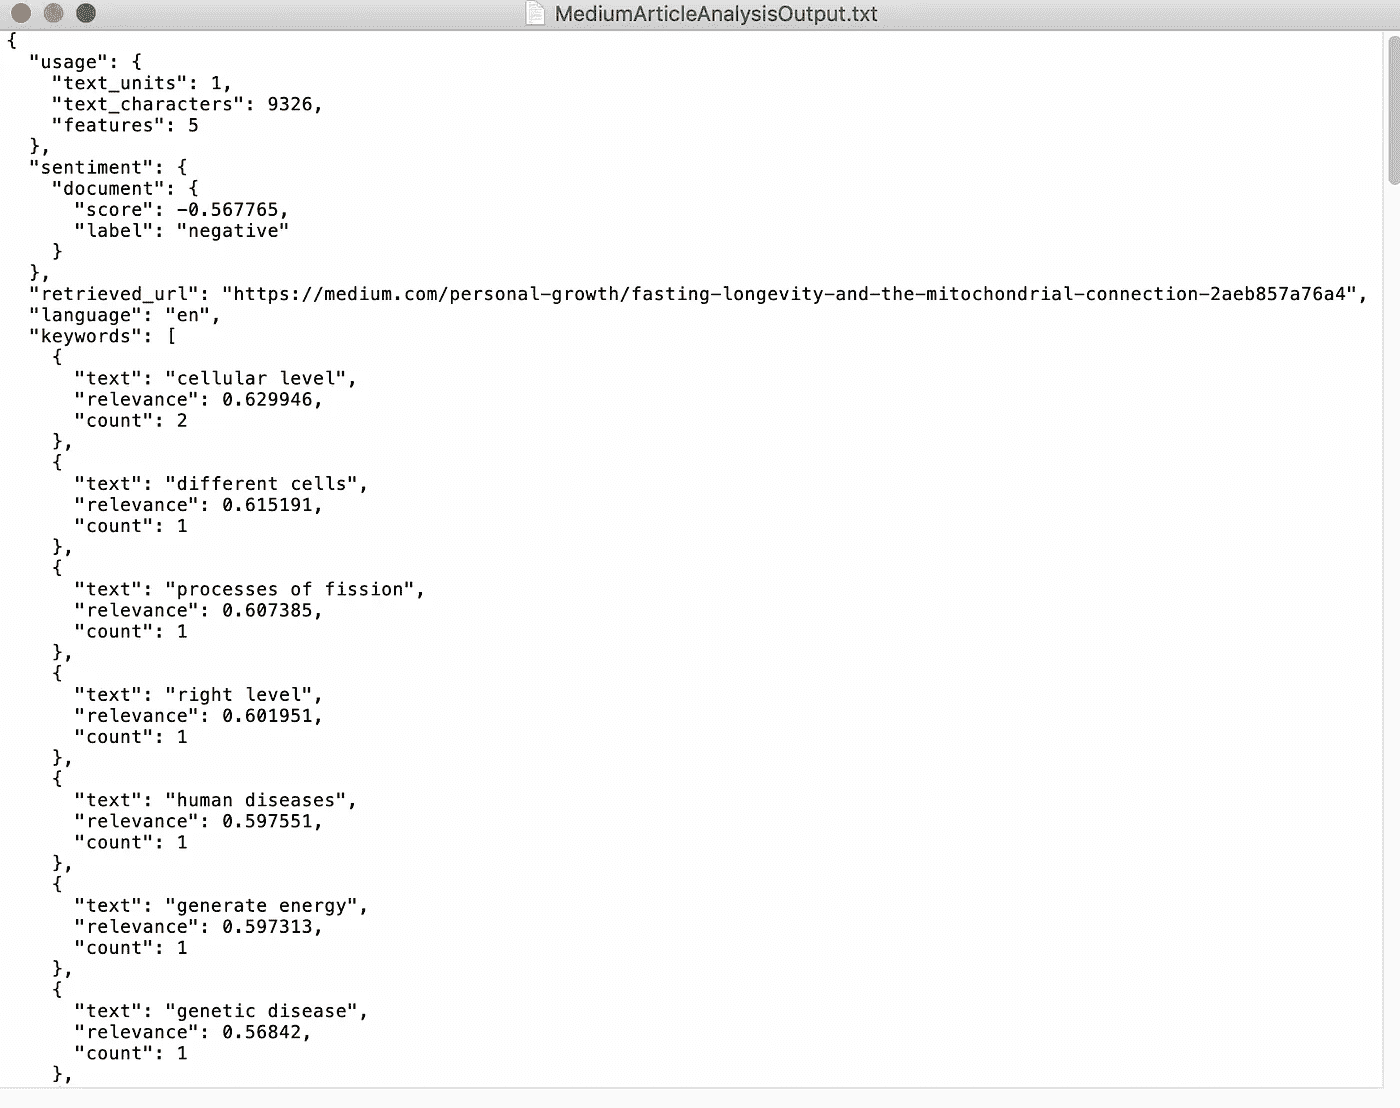 MediumArticleAnalysisOutput.txt
{
  "usage": {
    "text_units": 1,
    "text_characters": 9326,
    "features": 5
  },
  "sentiment": {
    "document": {
      "score": -0.567765,
      "label": "negative"
    }
  },
  "retrieved_url": "https://medium.com/personal-growth/fasting-longevity-and-the-mitochondrial-connection-2aeb857a76a4",
  "language": "en",
  "keywords": [
    {
      "text": "cellular level",
      "relevance": 0.629946,
      "count": 2
    },
    {
      "text": "different cells",
      "relevance": 0.615191,
      "count": 1
    },
    {
      "text": "processes of fission",
      "relevance": 0.607385,
      "count": 1
    },
    {
      "text": "right level",
      "relevance": 0.601951,
      "count": 1
    },
    {
      "text": "human diseases",
      "relevance": 0.597551,
      "count": 1
    },
    {
      "text": "generate energy",
      "relevance": 0.597313,
      "count": 1
    },
    {
      "text": "genetic disease",
      "relevance": 0.56842,
      "count": 1
    },